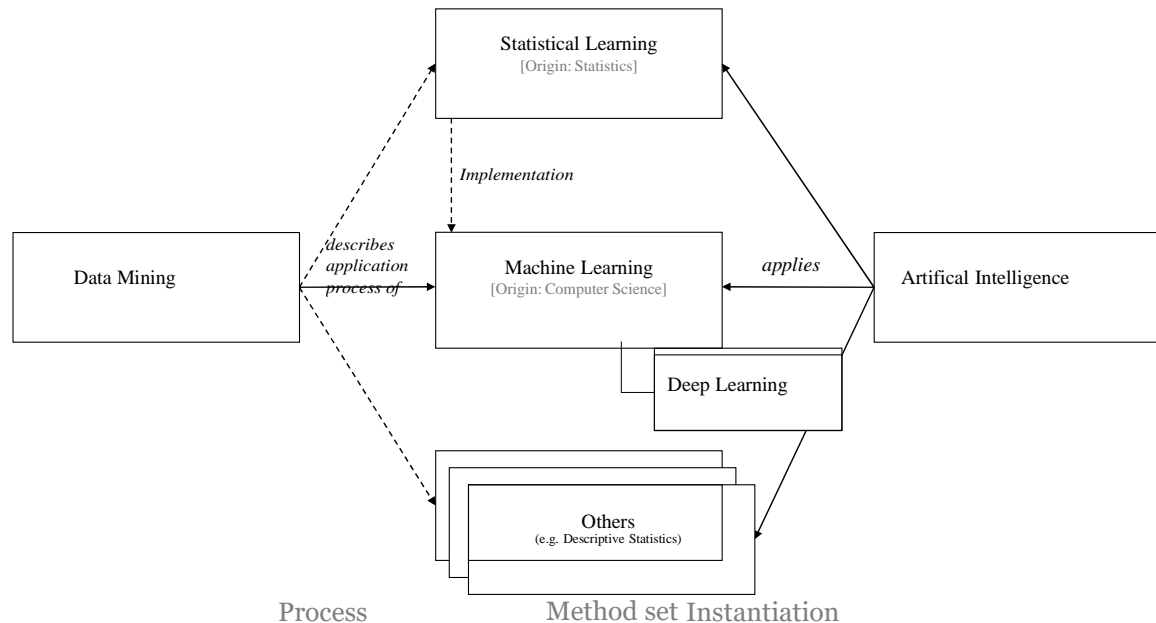 Statistical Learning
[Origin: Statistics]
Implementation
describes
application
process of
Data Mining
Machine Learning
[Origin: Computer Science]
applies
Artifical Intelligence
Deep Learning
Others
(e.g. Descriptive Statistics)
Process
Method set Instantiation